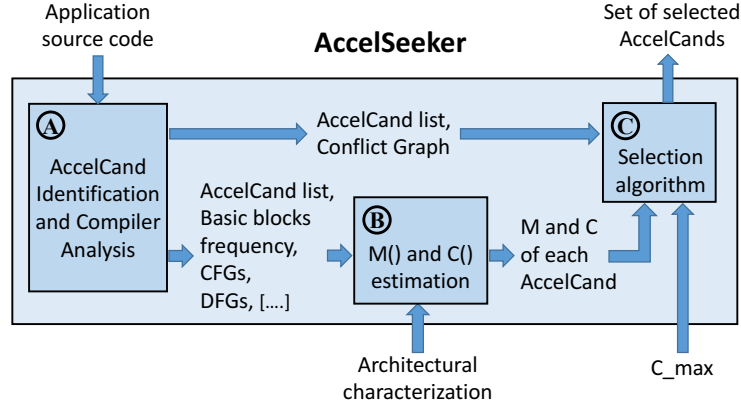 Application
source code
AccelSeeker
Set of selected
AccelCands
A
AccelCand
Identification
and Compiler
Analysis
AccelCand list,
Conflict Graph
C
Selection
algorithm
AccelCand list,
Basic blocks
frequency,
CFGs,
DFGs, [....]
B
M() and C()
estimation
M and C
of each
AccelCand
Architectural
characterization
C_max